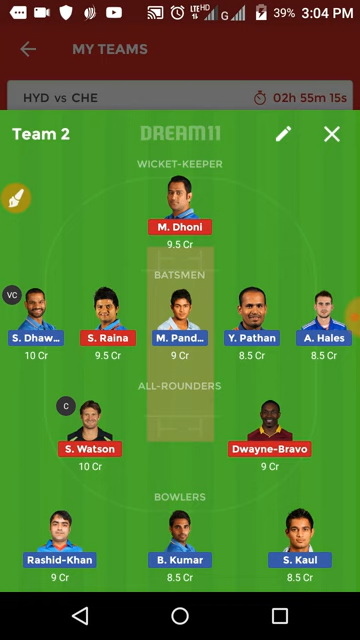 LTE HD G 39% 3:04 PM
MY TEAMS
HYD vs CHE 02h 55m 15s
Team 2 DREAM11
WICKET-KEEPER
M. Dhoni
9.5 Cr
BATSMEN
VC
S. Dhaw... S. Raina M. Pand... Y. Pathan A. Hales
10 Cr 9.5 Cr 9 Cr 8.5 Cr 8.5 Cr
ALL-ROUNDERS
C
S. Watson Dwayne-Bravo
10 Cr 9 Cr
BOWLERS
Rashid-Khan B. Kumar S. Kaul
9 Cr 8.5 Cr 8.5 Cr